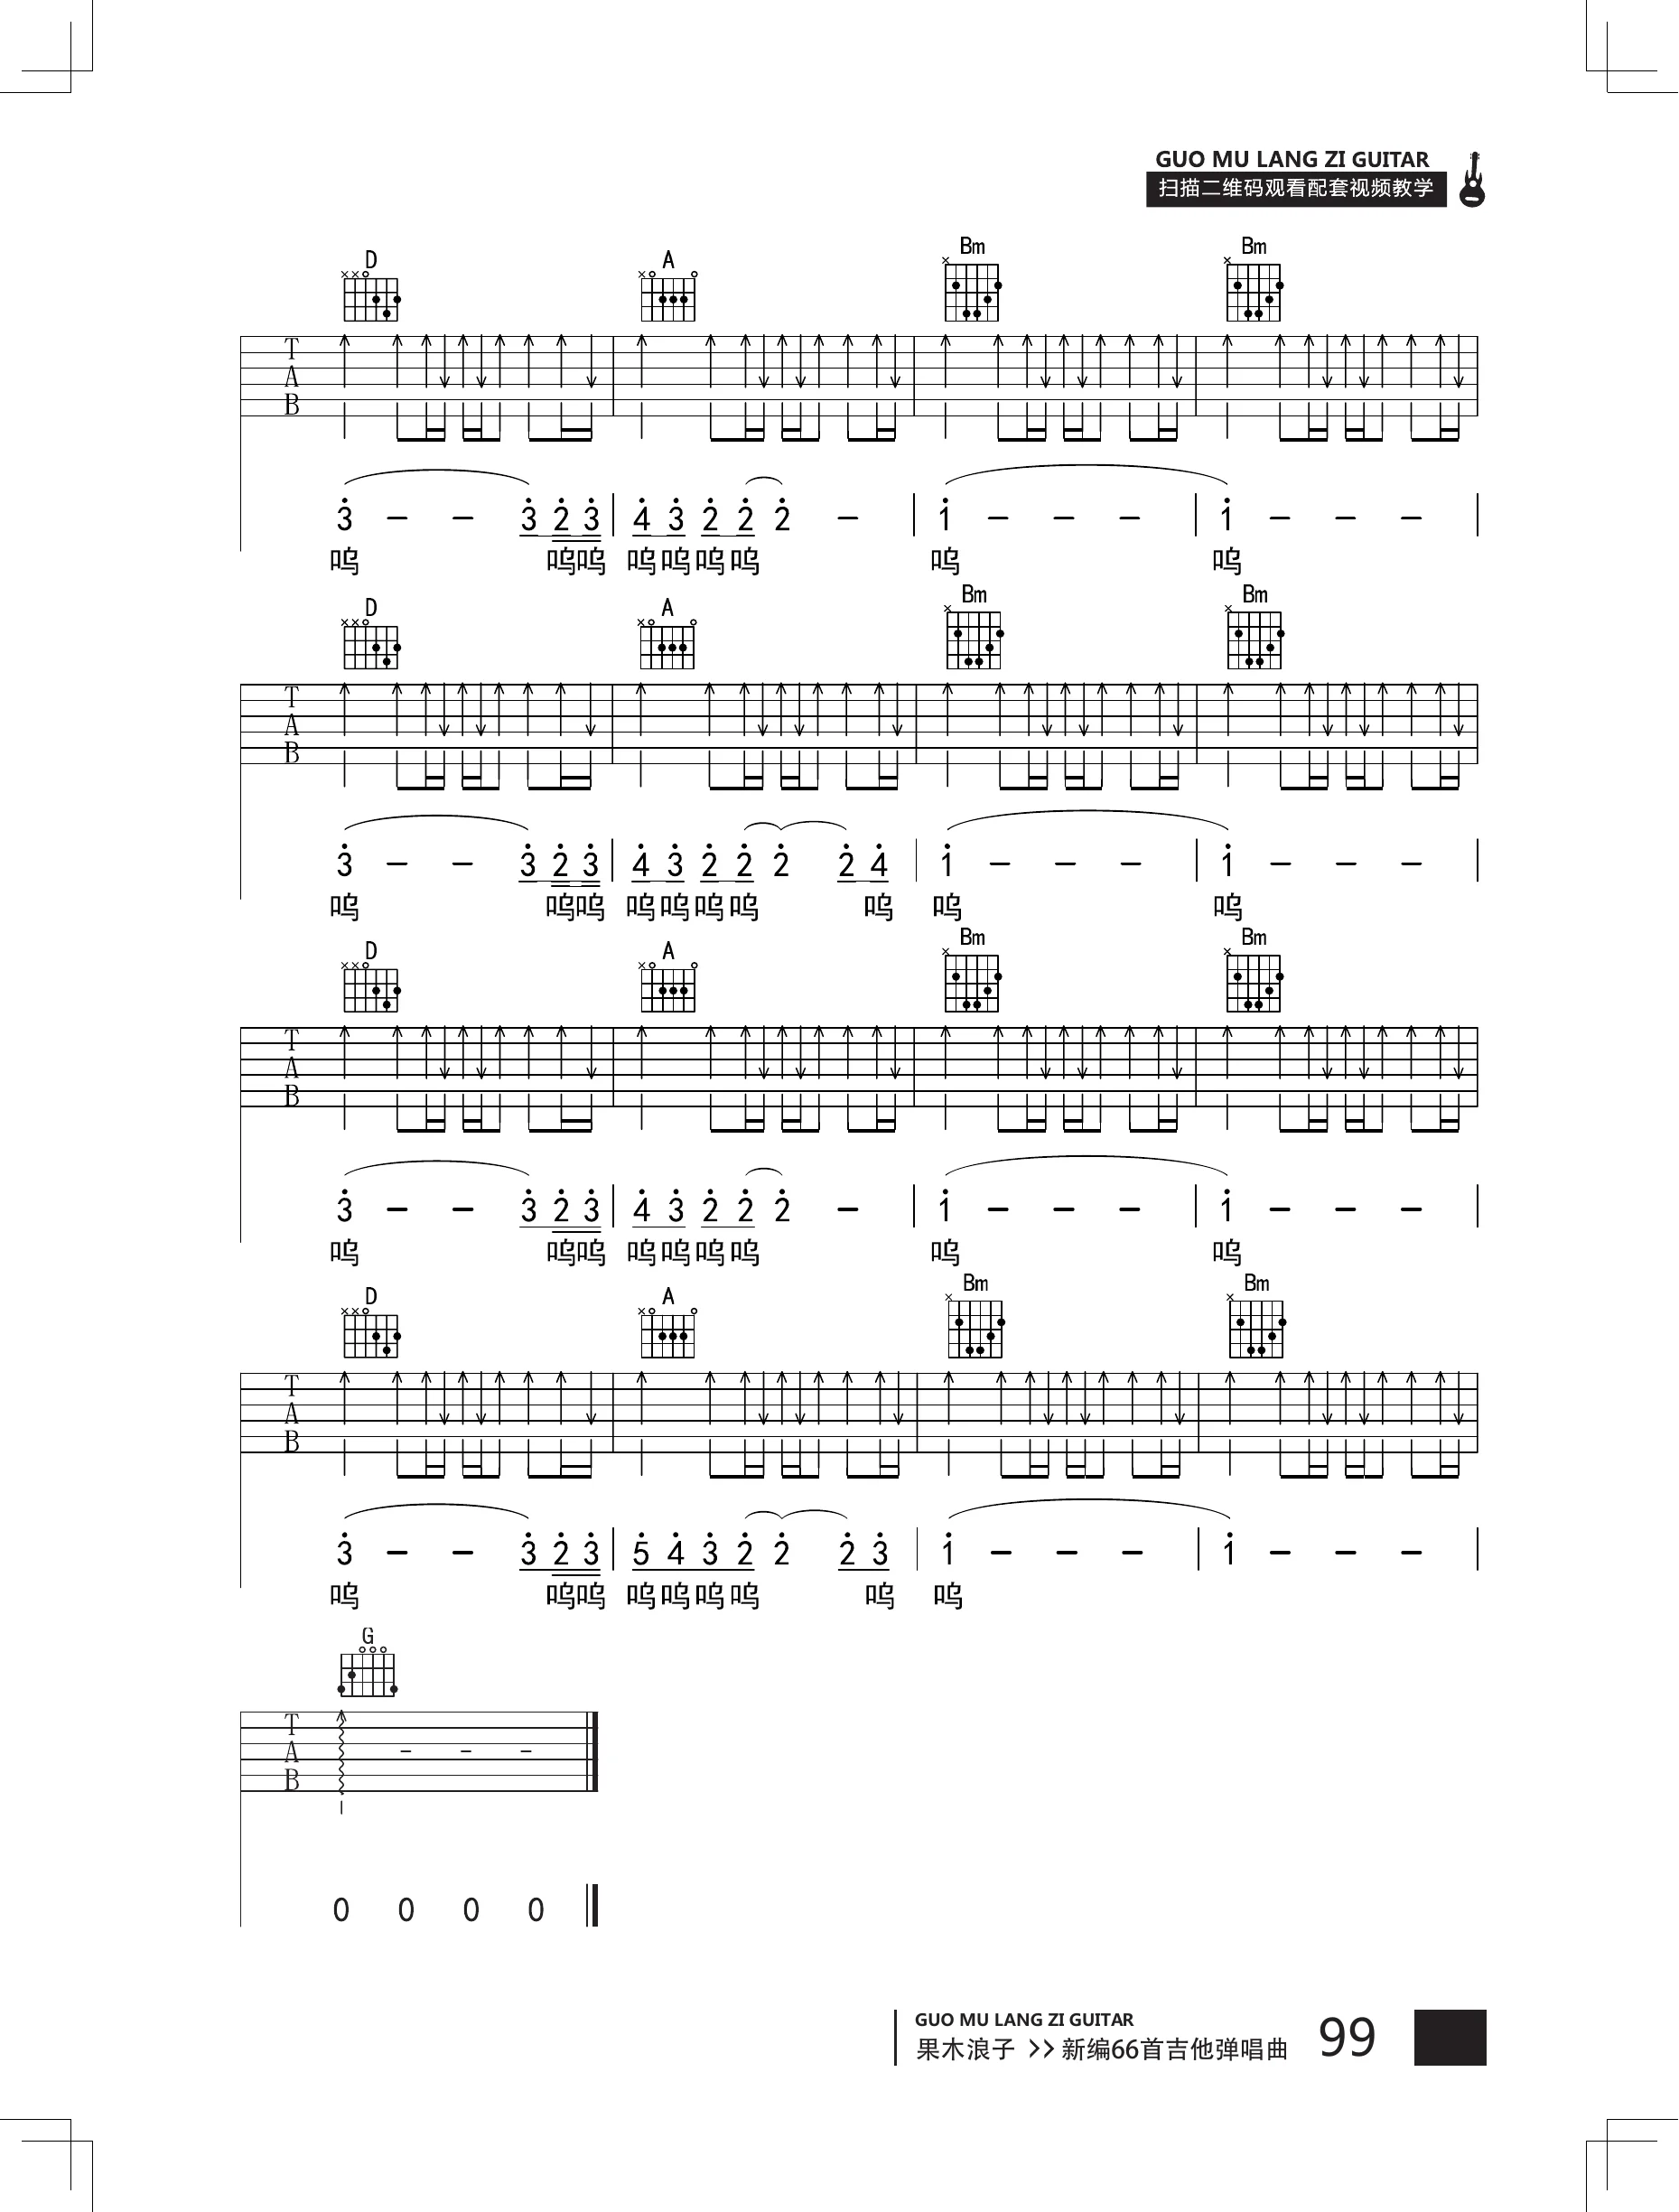 GUO MU LANG ZI GUITAR
扫描二维码观看配套视频教学
D A Bm Bm
T
A
B
3 – – 3 2 3 | 4 3 2 2 2 – | 1 – – – | 1 – – – |
呜 呜呜 呜呜呜呜 呜 呜
D A Bm Bm
T
A
B
3 – – 3 2 3 | 4 3 2 2 2 2 4 | 1 – – – | 1 – – – |
呜 呜呜 呜呜呜呜 呜 呜 呜
D A Bm Bm
T
A
B
3 – – 3 2 3 | 4 3 2 2 2 – | 1 – – – | 1 – – – |
呜 呜呜 呜呜呜呜 呜 呜
D A Bm Bm
T
A
B
3 – – 3 2 3 | 5 4 3 2 2 2 3 | 1 – – – | 1 – – – |
呜 呜呜 呜呜呜呜 呜 呜
G
T
A
B
– – –
0 0 0 0
GUO MU LANG ZI GUITAR
果木浪子 >> 新编66首吉他弹唱曲 99